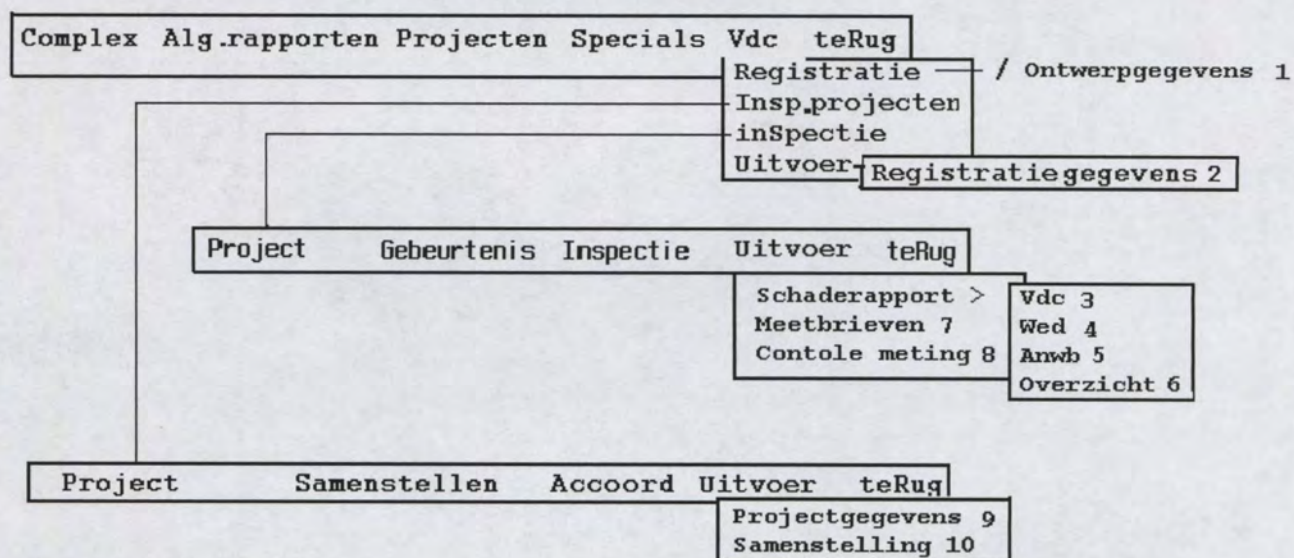 Complex Alg.rapporten Projecten Specials Vdc teRug
Registratie / Ontwerpgegevens 1
Insp.projecten
inSpectie
Uitvoer Registratiegegevens 2
Project Gebeurtenis Inspectie Uitvoer teRug
Schaderapport > Vdc 3
Meetbrieven 7 Wed 4
Contole meting 8 Anwb 5
Overzicht 6
Project Samenstellen Accoord Uitvoer teRug
Projectgegevens 9
Samenstelling 10